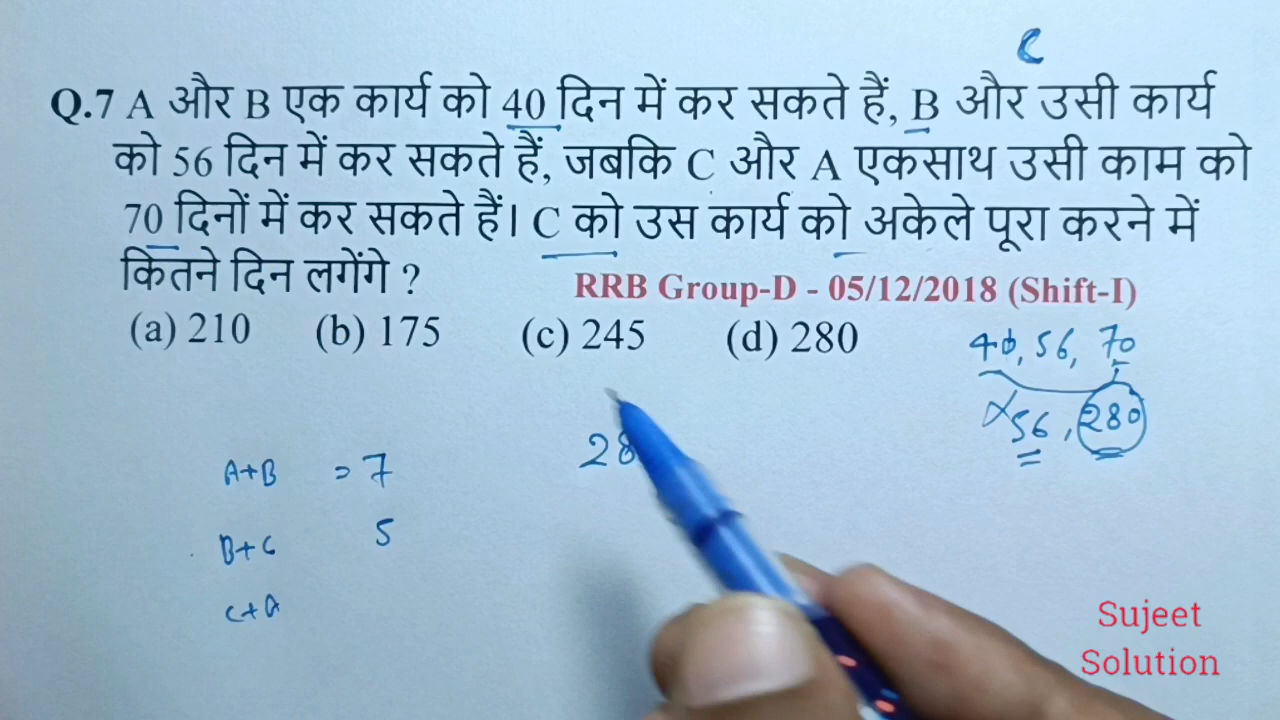 C
Q.7 A और B एक कार्य को 40 दिन में कर सकते हैं, B और उसी कार्य
को 56 दिन में कर सकते हैं, जबकि C और A एकसाथ उसी काम को
70 दिनों में कर सकते हैं। C को उस कार्य को अकेले पूरा करने में
कितने दिन लगेंगे ?
RRB Group-D - 05/12/2018 (Shift-I)
(a) 210 (b) 175 (c) 245 (d) 280
40, 56, 70
56, 280
28
A+B = 7
B+C 5
C+A
Sujeet
Solution